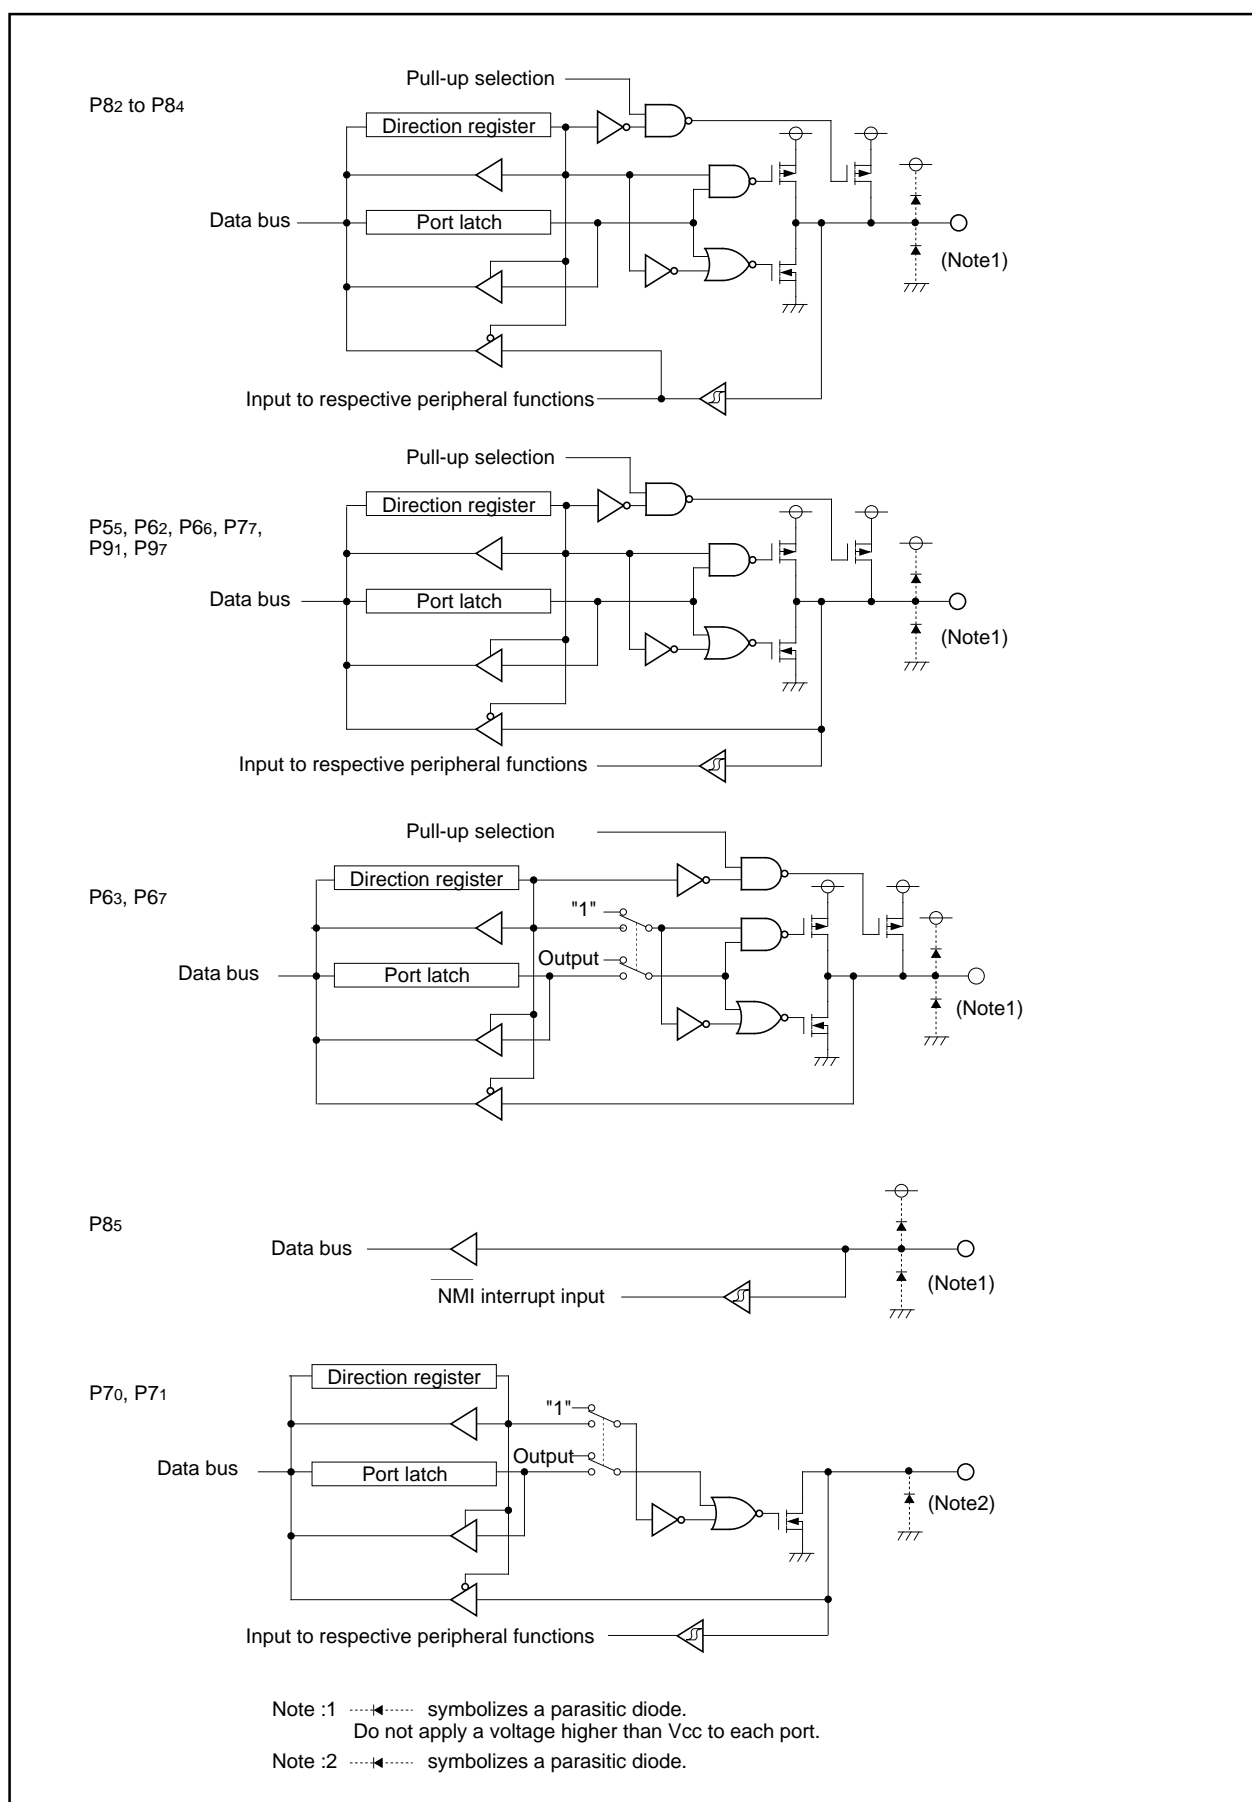 Pull-up selection
P82 to P84
Direction register
Data bus
Port latch
(Note1)
Input to respective peripheral functions
Pull-up selection
Direction register
P55, P62, P66, P77,
P91, P97
Data bus
Port latch
(Note1)
Input to respective peripheral functions
Pull-up selection
Direction register
P63, P67
"1"
Output
Data bus
Port latch
(Note1)
P85
Data bus
(Note1)
NMI interrupt input
Direction register
P70, P71
"1"
Output
Data bus
Port latch
(Note2)
Input to respective peripheral functions
Note :1 symbolizes a parasitic diode.
Do not apply a voltage higher than Vcc to each port.
Note :2 symbolizes a parasitic diode.